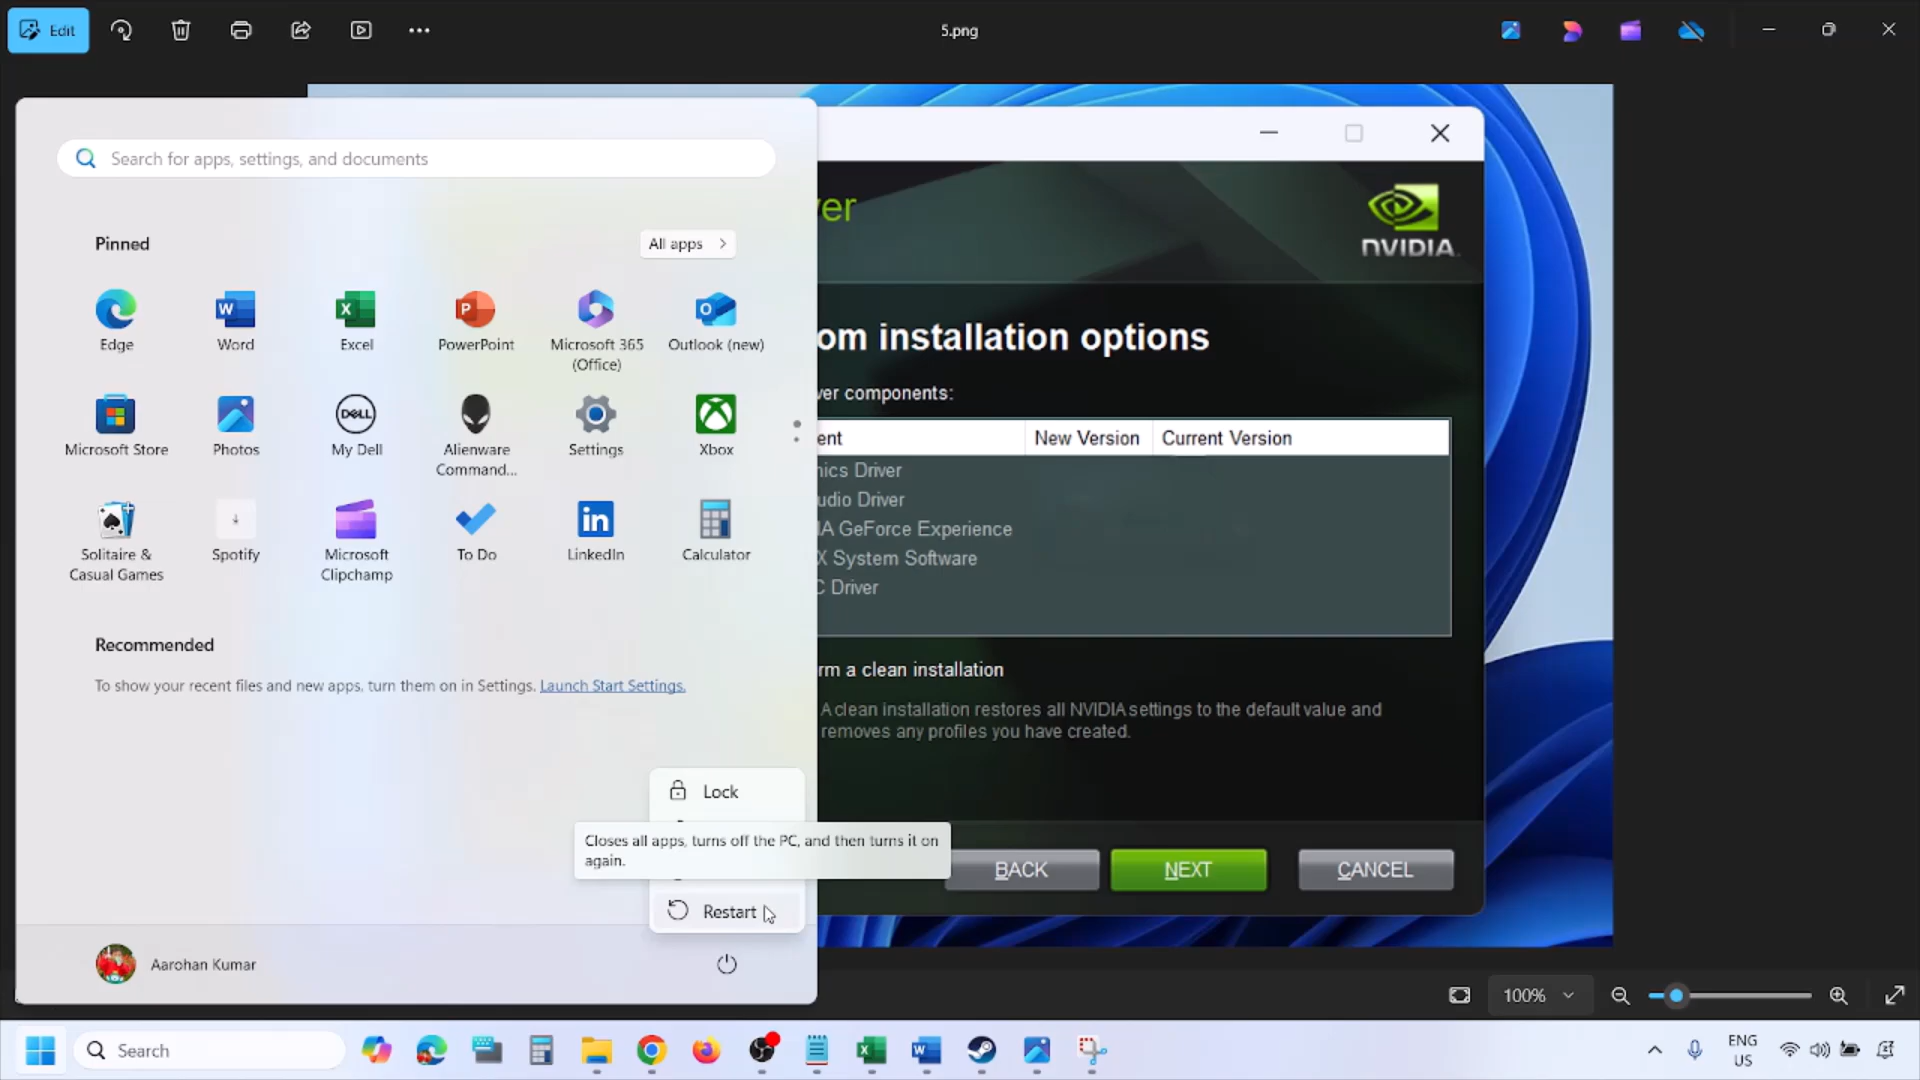 Edit
5.png
Search for apps, settings, and documents
Pinned
All apps
Edge
Word
Excel
PowerPoint
Microsoft 365
(Office)
Outlook (new)
Microsoft Store
Photos
DELL
My Dell
Alienware
Command...
Settings
Xbox
Solitaire &
Casual Games
Spotify
Microsoft
Clipchamp
To Do
in
LinkedIn
Calculator
Recommended
To show your recent files and new apps, turn them on in Settings. Launch Start Settings.
Lock
Closes all apps, turns off the PC, and then turns it on
again.
Restart
Aarohan Kumar
ver
NVIDIA.
om installation options
ver components:
ent
New Version
Current Version
nics Driver
udio Driver
IA GeForce Experience
X System Software
C Driver
rm a clean installation
A clean installation restores all NVIDIA settings to the default value and
removes any profiles you have created.
BACK
NEXT
CANCEL
100%
Search
ENG
US